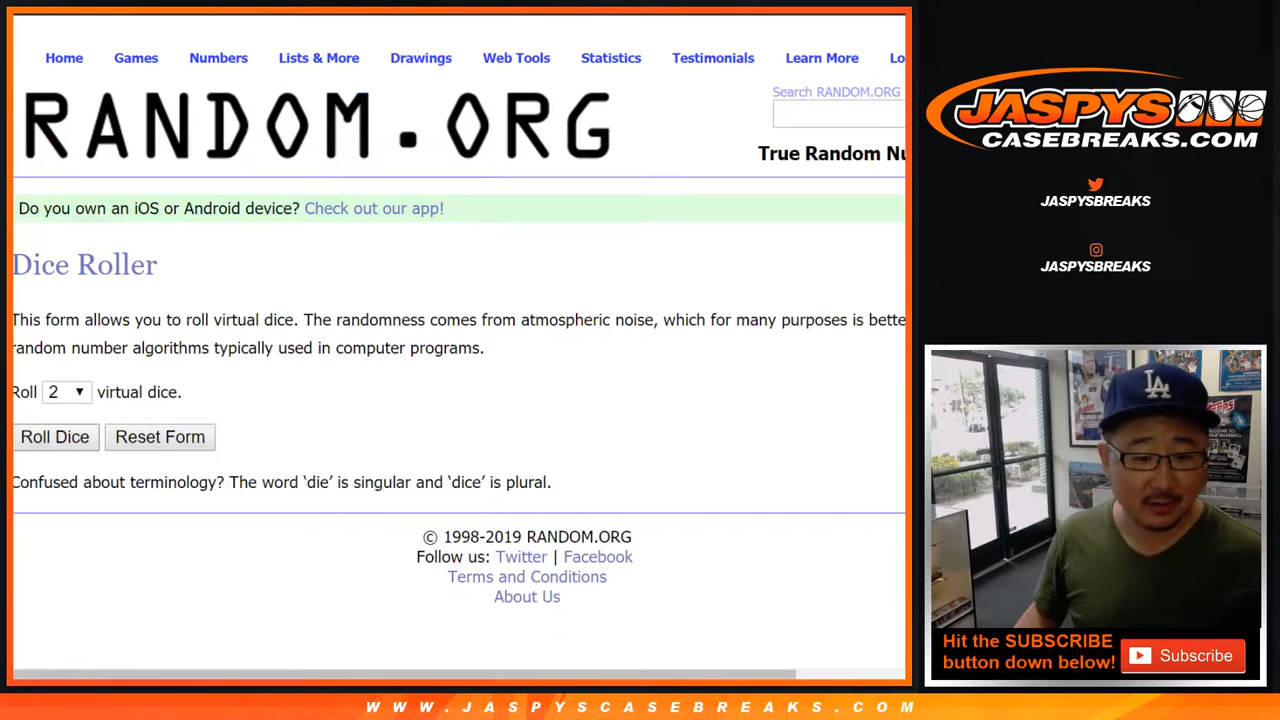 Home Games Numbers Lists & More Drawings Web Tools Statistics Testimonials Learn More Lo
RANDOM.ORG
Search RANDOM.ORG
True Random Nu
Do you own an iOS or Android device? Check out our app!
Dice Roller
This form allows you to roll virtual dice. The randomness comes from atmospheric noise, which for many purposes is bette
random number algorithms typically used in computer programs.
Roll 2 virtual dice.
Roll Dice Reset Form
Confused about terminology? The word ‘die’ is singular and ‘dice’ is plural.
© 1998-2019 RANDOM.ORG
Follow us: Twitter | Facebook
Terms and Conditions
About Us
JASPYS
CASEBREAKS.COM
JASPYSBREAKS
JASPYSBREAKS
LA
Hit the SUBSCRIBE
button down below!
Subscribe
WWW.JASPYSCASEBREAKS.COM